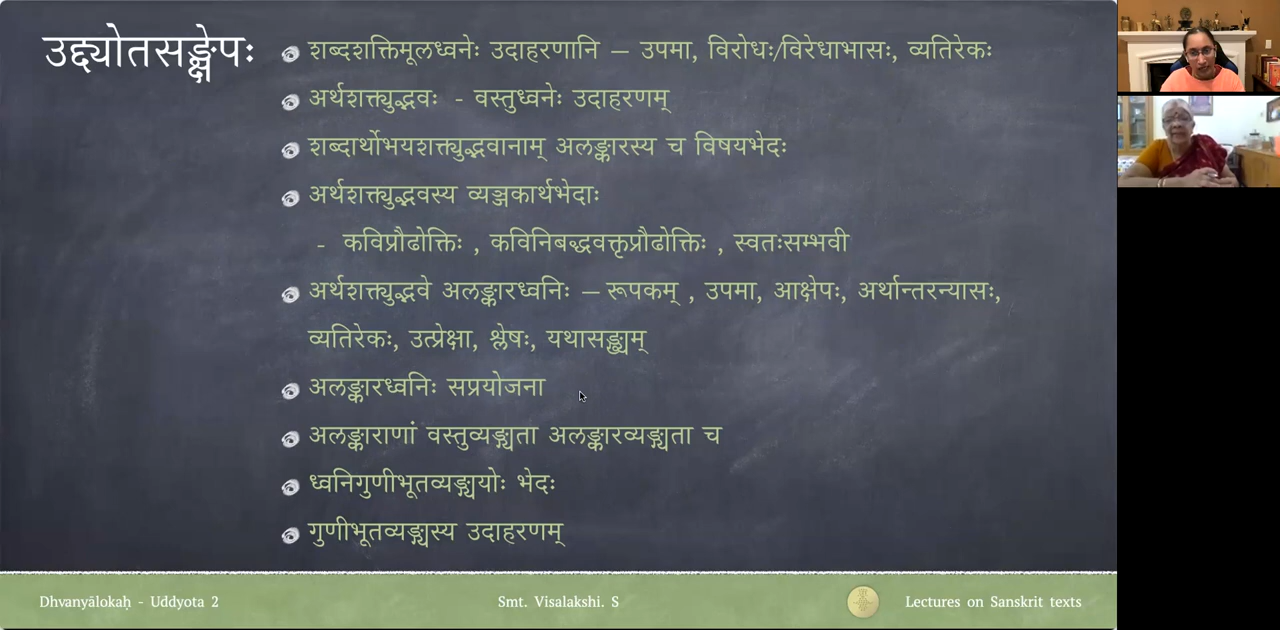 उद्द्योतसङ्क्षेपः
शब्दशक्तिमूलध्वनेः उदाहरणानि – उपमा, विरोधः/विरेधाभासः, व्यतिरेकः
अर्थशक्त्युद्भवः - वस्तुध्वनेः उदाहरणम्
शब्दार्थोभयशक्त्युद्भवानाम् अलङ्कारस्य च विषयभेदः
अर्थशक्त्युद्भवस्य व्यञ्जकार्थभेदाः
- कविप्रौढोक्तिः , कविनिबद्धवक्तृप्रौढोक्तिः , स्वतःसम्भवी
अर्थशक्त्युद्भवे अलङ्कारध्वनिः – रूपकम् , उपमा, आक्षेपः, अर्थान्तरन्यासः,
व्यतिरेकः, उत्प्रेक्षा, श्लेषः, यथासङ्ख्यम्
अलङ्कारध्वनिः सप्रयोजना
अलङ्काराणां वस्तुव्यङ्ग्यता अलङ्कारव्यङ्ग्यता च
ध्वनिगुणीभूतव्यङ्ग्ययोः भेदः
गुणीभूतव्यङ्ग्यस्य उदाहरणम्
Dhvanyālokaḥ - Uddyota 2
Smt. Visalakshi. S
Lectures on Sanskrit texts